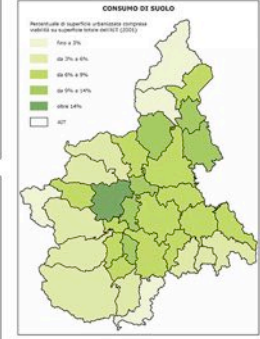 CONSUMO DI SUOLO
Percentuale di superficie urbanizzata compresa
viabilità su superficie totale dell'AIT (2001)
fino a 3%
da 3% a 6%
da 6% a 9%
da 9% a 14%
oltre 14%
AIT